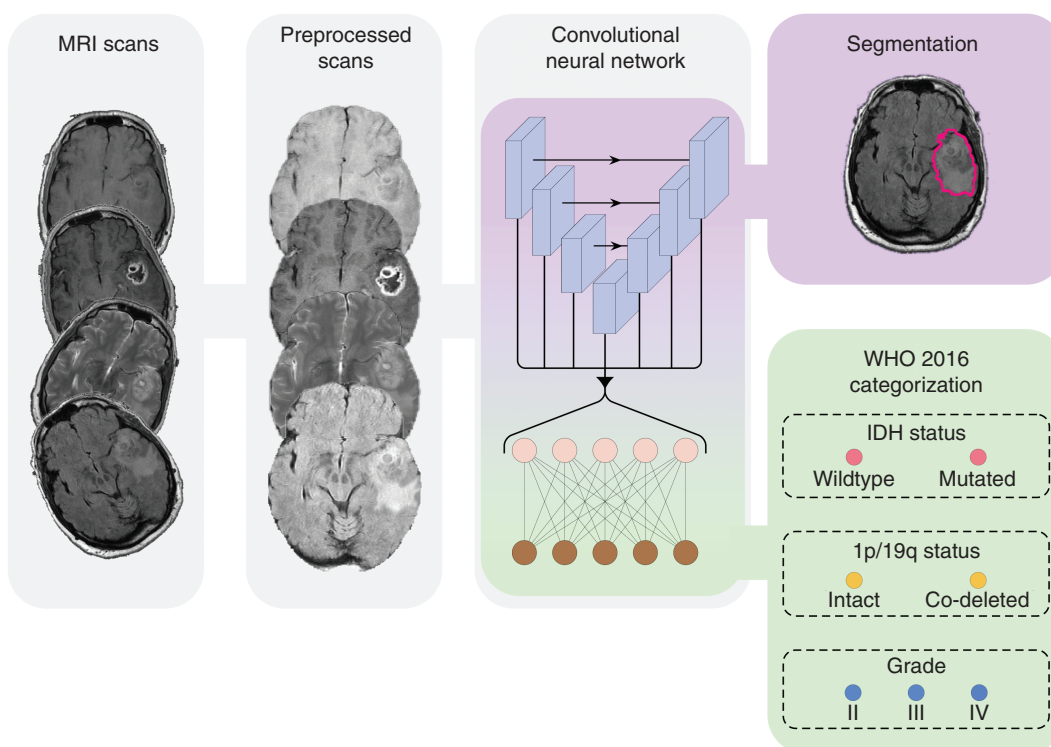 MRI scans
Preprocessed
scans
Convolutional
neural network
Segmentation
WHO 2016
categorization
IDH status
Wildtype
Mutated
1p/19q status
Intact
Co-deleted
Grade
II
III
IV